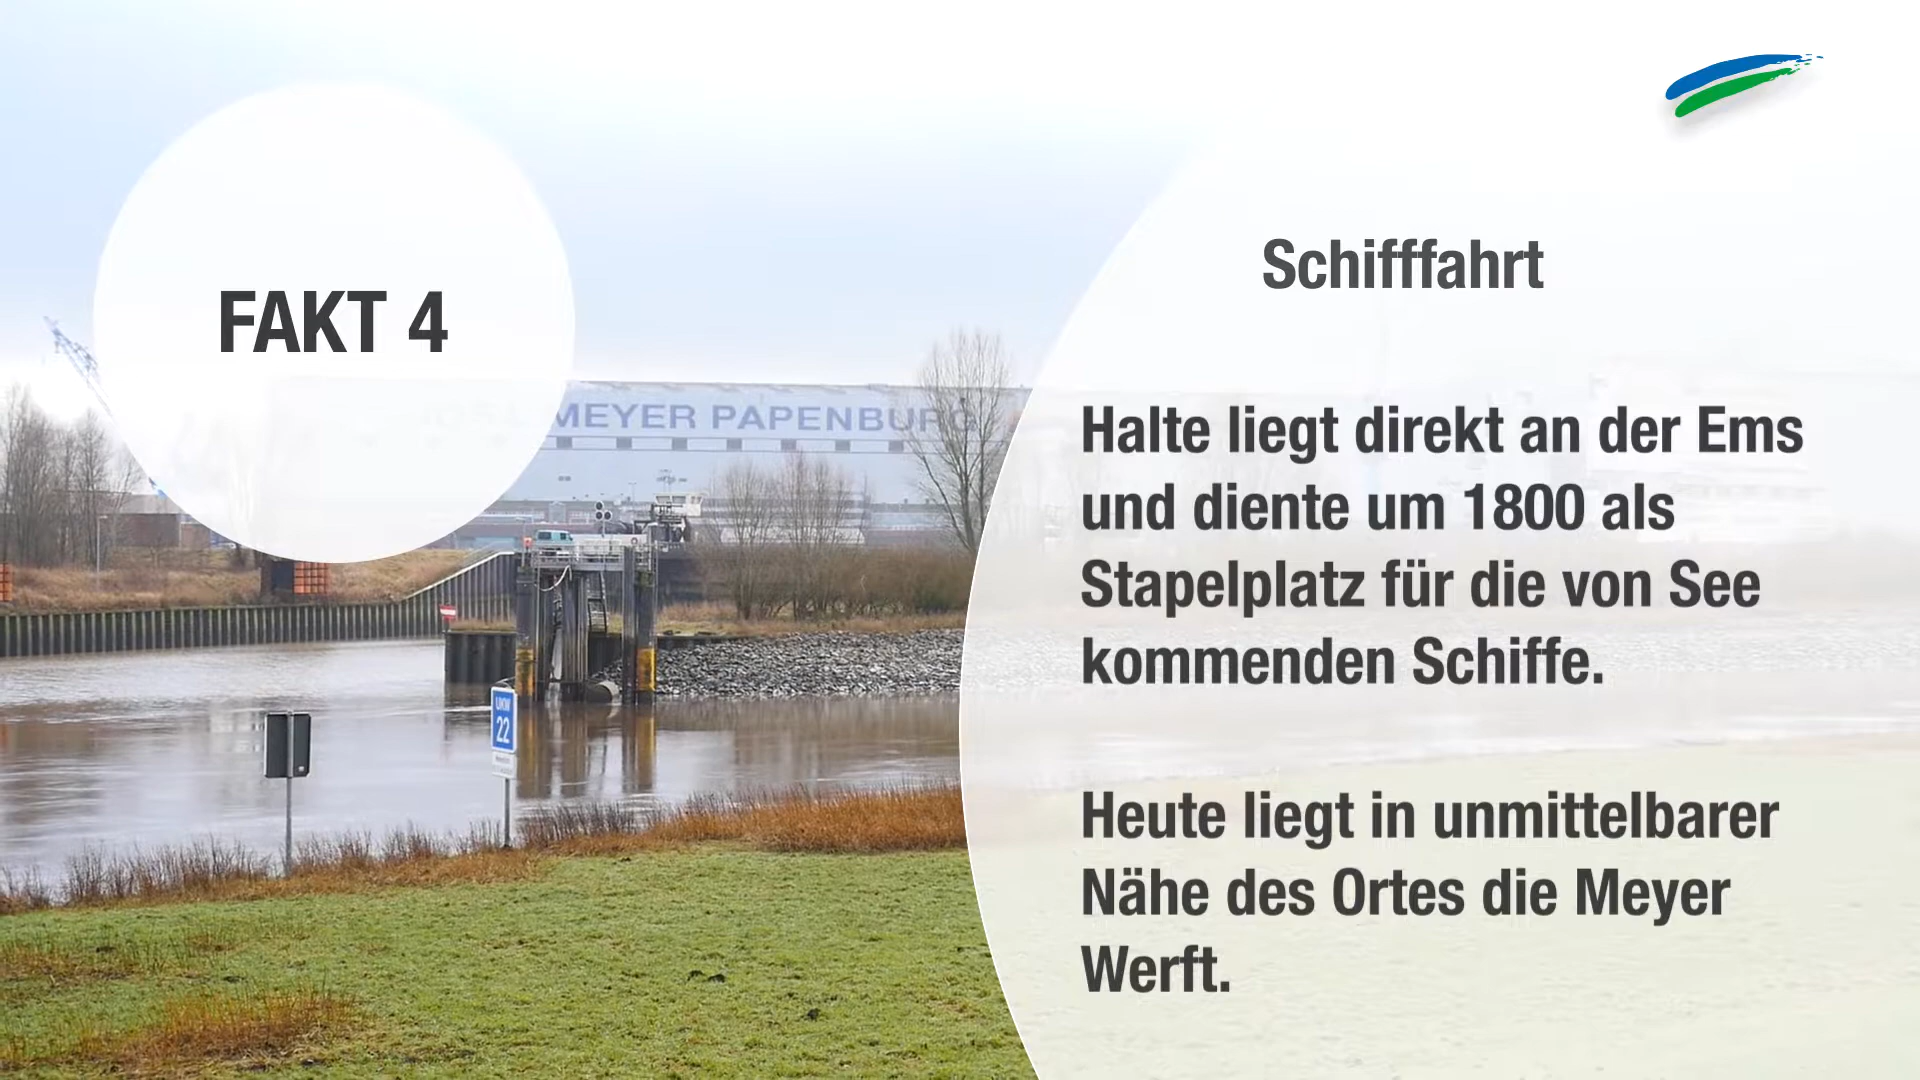 FAKT 4
Schifffahrt
Halte liegt direkt an der Ems
und diente um 1800 als
Stapelplatz für die von See
kommenden Schiffe.
Heute liegt in unmittelbarer
Nähe des Ortes die Meyer
Werft.
MEYER PAPENBURG
UKW
22